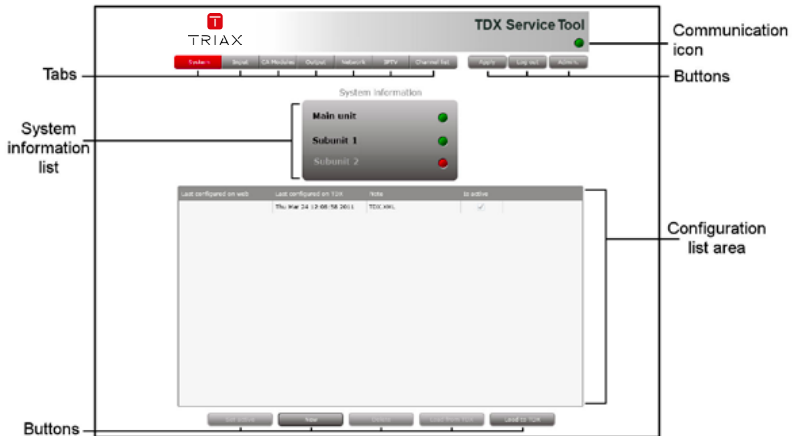 TRIAX
TDX Service Tool
Communication icon
System Input CA Modules Output Network IPTV Channel list
Apply Log out Admin
Tabs
Buttons
System Information
System information list
Main unit
Subunit 1
Subunit 2
Last configured on web Last configured on TDX Note Is active
Thu Mar 24 12:08:58 2011 TDX.XML
Configuration list area
New Send to TDX
Buttons